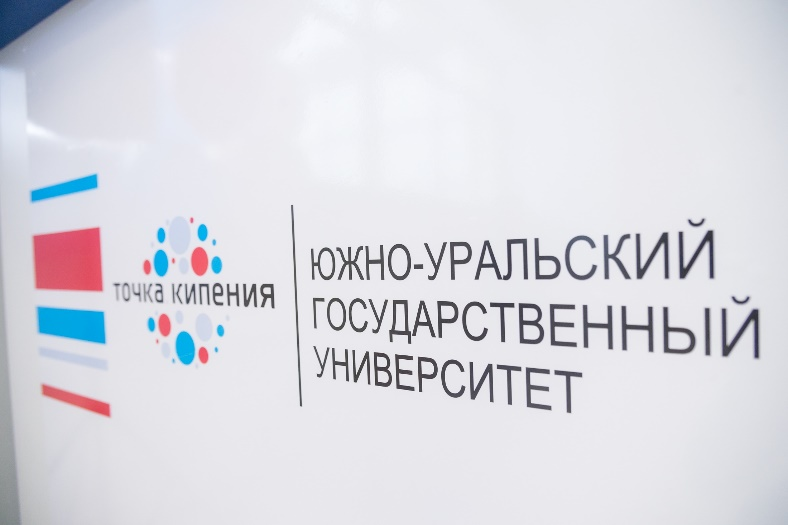 точка кипения
ЮЖНО-УРАЛЬСКИЙ
ГОСУДАРСТВЕННЫЙ
УНИВЕРСИТЕТ